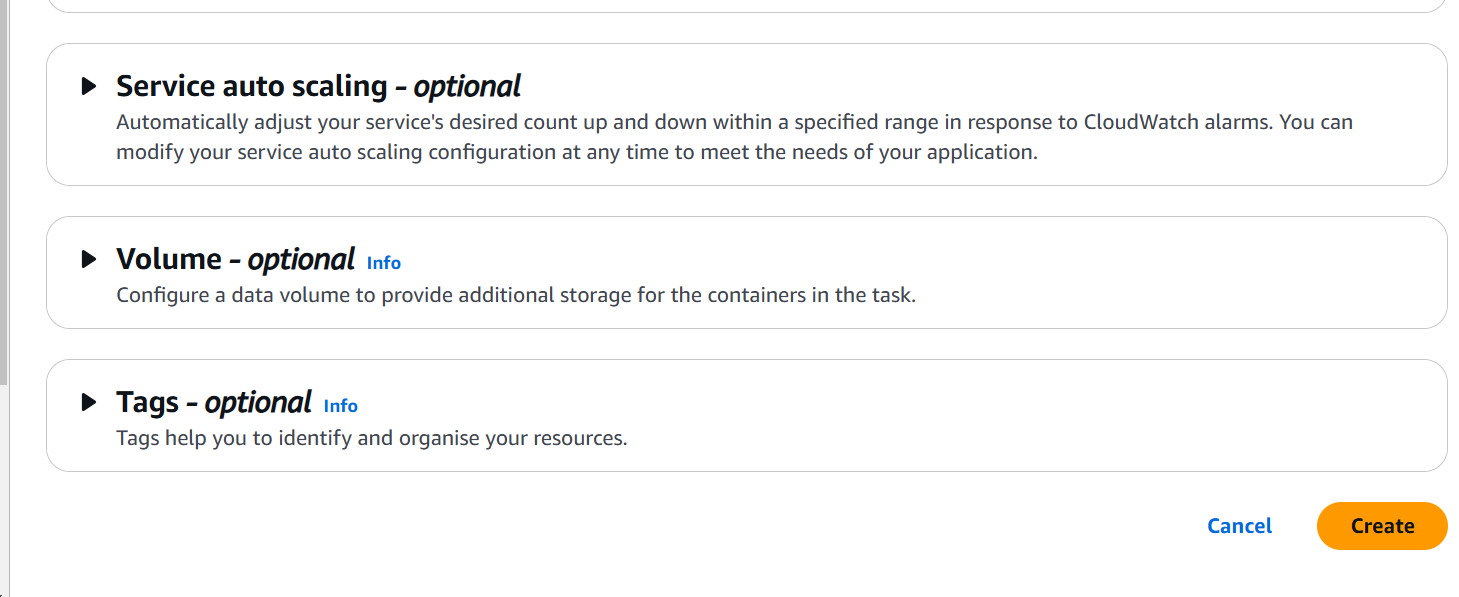 Service auto scaling - optional
Automatically adjust your service's desired count up and down within a specified range in response to CloudWatch alarms. You can
modify your service auto scaling configuration at any time to meet the needs of your application.
Volume - optional Info
Configure a data volume to provide additional storage for the containers in the task.
Tags - optional Info
Tags help you to identify and organise your resources.
Cancel Create